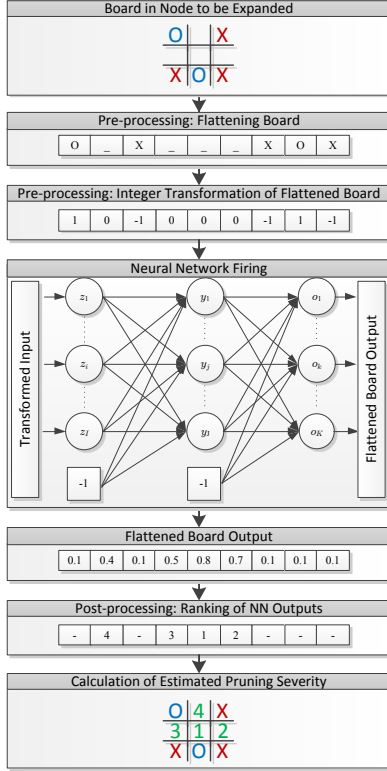 Board in Node to be Expanded
O X
X O X
Pre-processing: Flattening Board
O _ X _ _ _ X O X
Pre-processing: Integer Transformation of Flattened Board
1 0 -1 0 0 0 -1 1 -1
Neural Network Firing
Transformed Input
z1 y1 o1
zi yj ok
zI yJ oK
-1 -1
Flattened Board Output
Flattened Board Output
0.1 0.4 0.1 0.5 0.8 0.7 0.1 0.1 0.1
Post-processing: Ranking of NN Outputs
- 4 - 3 1 2 - - -
Calculation of Estimated Pruning Severity
O 4 X
3 1 2
X O X